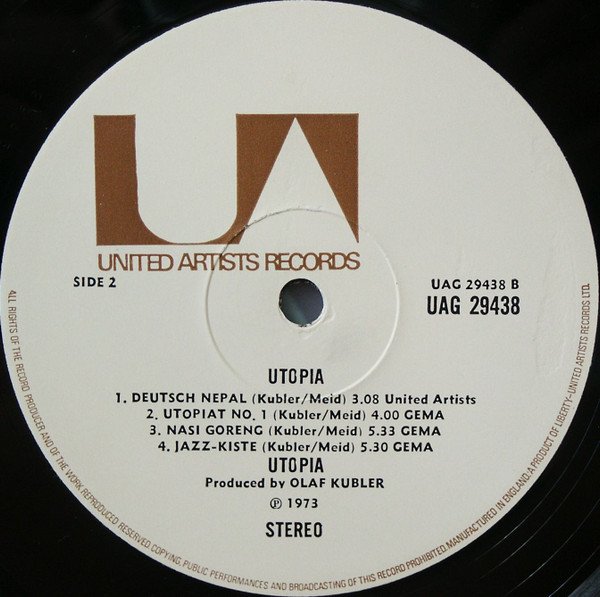 UA
UNITED ARTISTS RECORDS
SIDE 2
UAG 29438 B
UAG 29438
UTOPIA
1. DEUTSCH NEPAL (Kubler/Meid) 3.08 United Artists
2. UTOPIAT NO. 1 (Kubler/Meid) 4.00 GEMA
3. NASI GORENG (Kubler/Meid) 5.33 GEMA
4. JAZZ-KISTE (Kubler/Meid) 5.30 GEMA
UTOPIA
Produced by OLAF KUBLER
℗ 1973
STEREO
ALL RIGHTS OF THE RECORD PRODUCER AND OF THE WORK REPRODUCED RESERVED. COPYING, PUBLIC PERFORMANCES AND BROADCASTING OF THIS RECORD PROHIBITED. MANUFACTURED IN ENGLAND. A PRODUCT OF LIBERTY-UNITED ARTISTS RECORDS LTD.